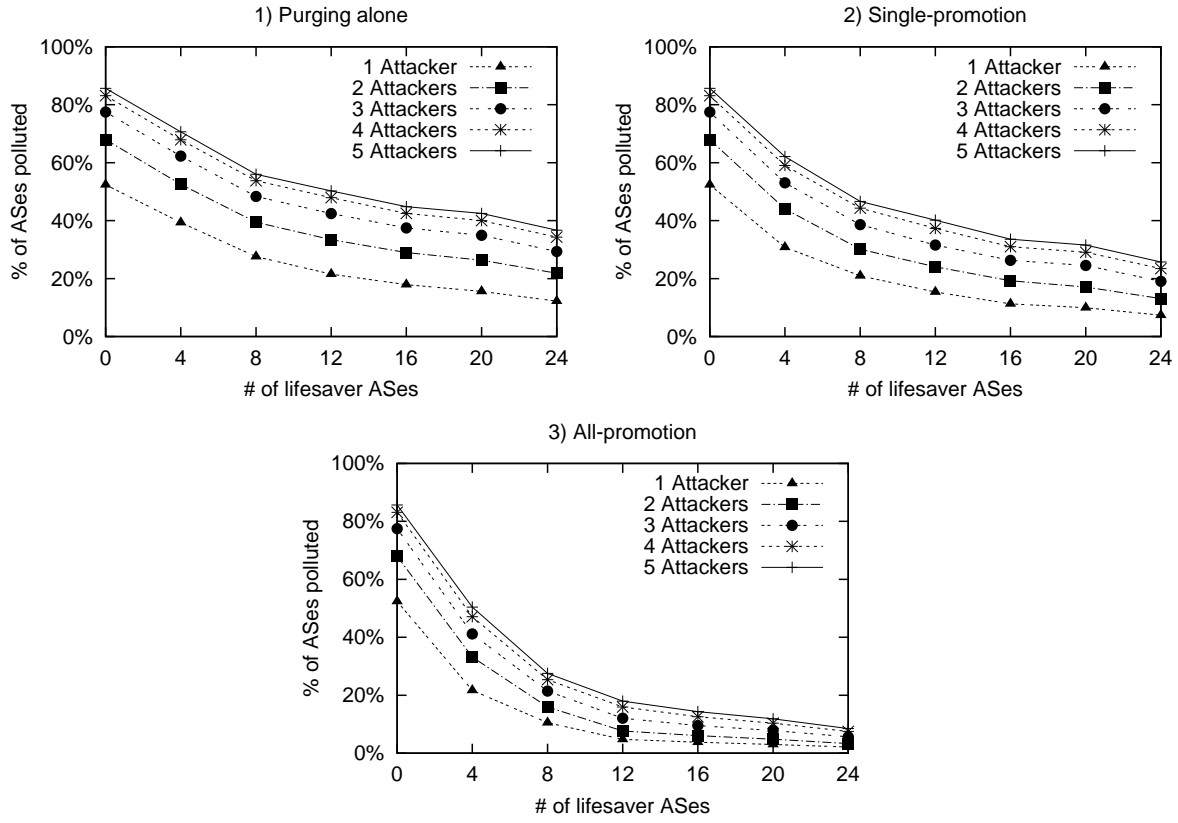 1) Purging alone
100%
80%
60%
40%
20%
0%
0 4 8 12 16 20 24
% of ASes polluted
# of lifesaver ASes
1 Attacker
2 Attackers
3 Attackers
4 Attackers
5 Attackers
2) Single-promotion
100%
80%
60%
40%
20%
0%
0 4 8 12 16 20 24
% of ASes polluted
# of lifesaver ASes
1 Attacker
2 Attackers
3 Attackers
4 Attackers
5 Attackers
3) All-promotion
100%
80%
60%
40%
20%
0%
0 4 8 12 16 20 24
% of ASes polluted
# of lifesaver ASes
1 Attacker
2 Attackers
3 Attackers
4 Attackers
5 Attackers